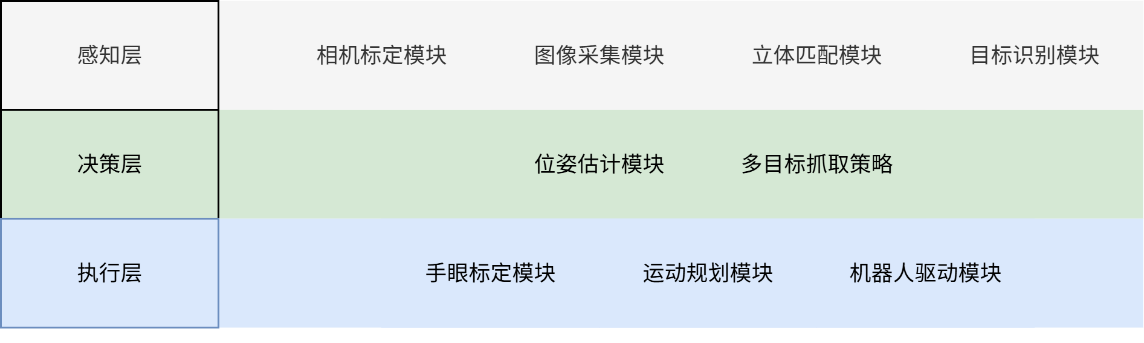 感知层 相机标定模块 图像采集模块 立体匹配模块 目标识别模块
决策层 位姿估计模块 多目标抓取策略
执行层 手眼标定模块 运动规划模块 机器人驱动模块